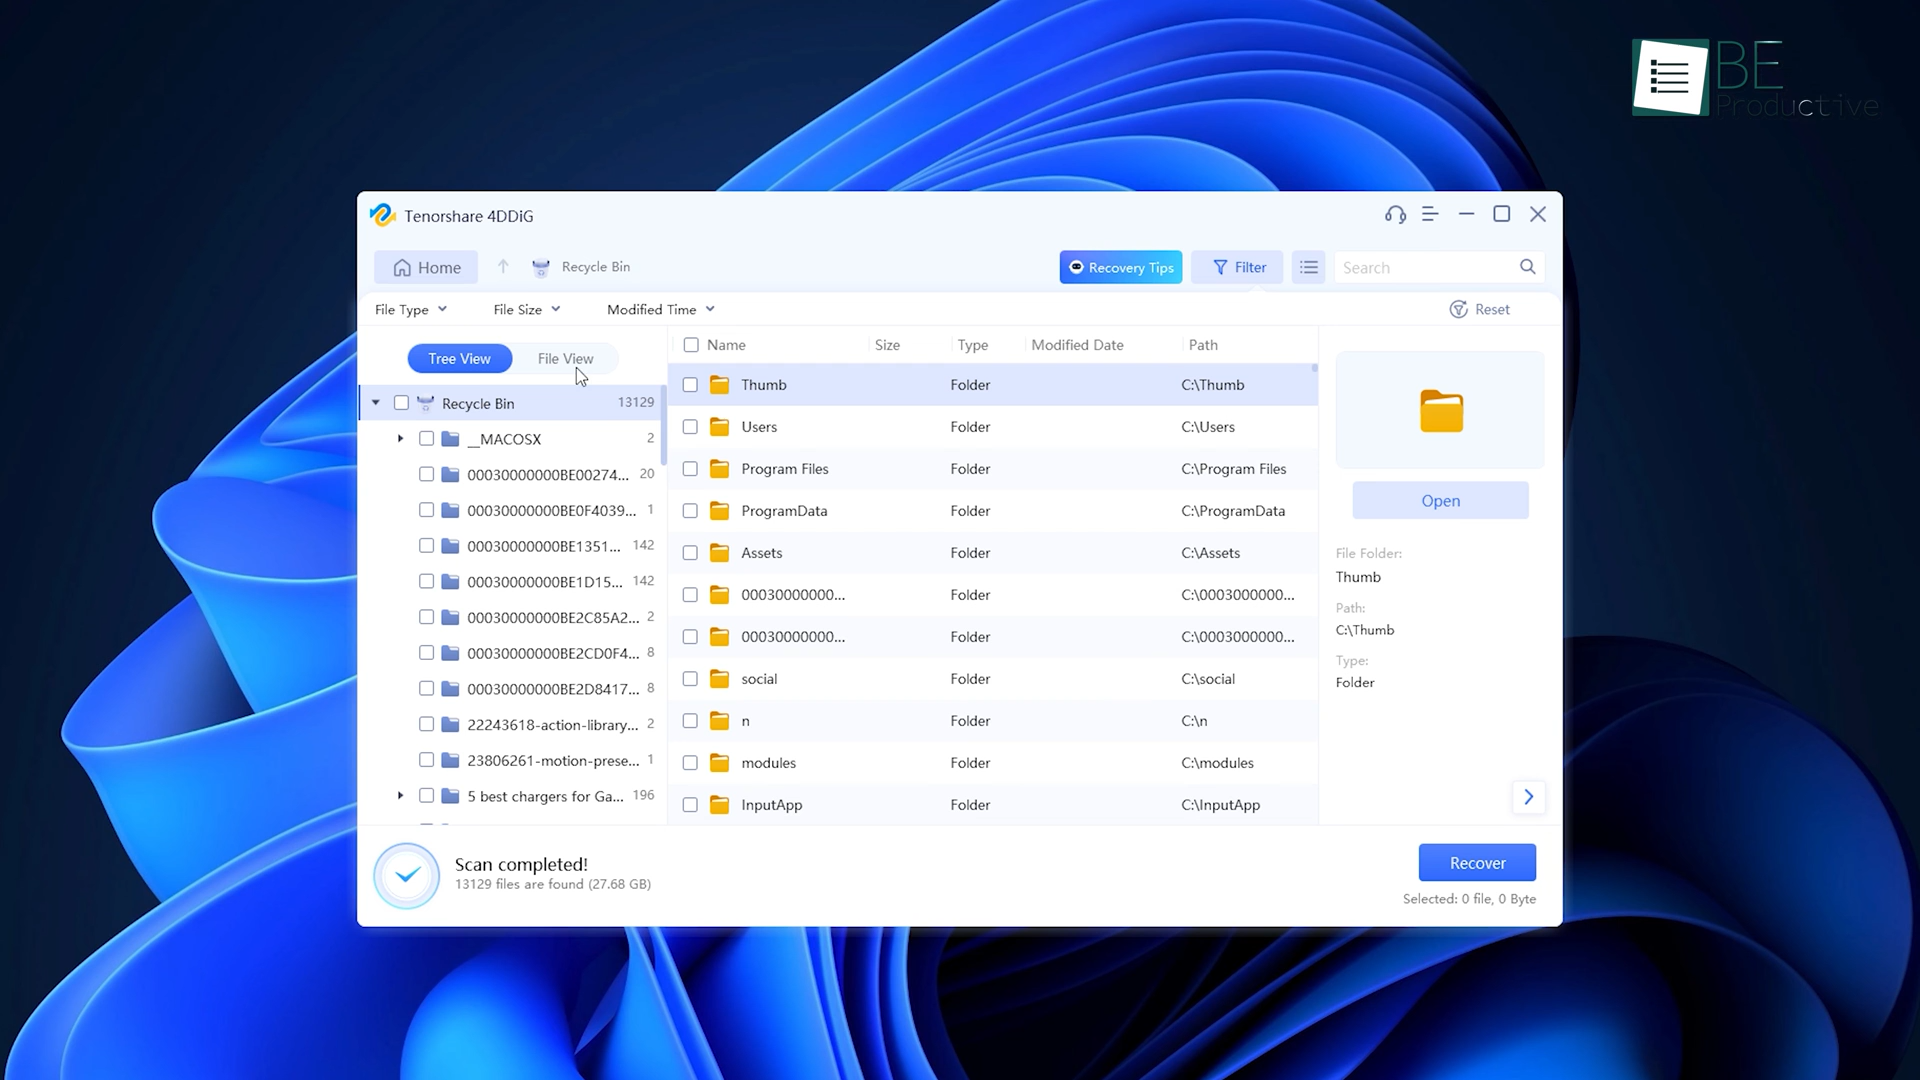 BE
Productive
Tenorshare 4DDiG
Home
Recycle Bin
Recovery Tips
Filter
Search
File Type
File Size
Modified Time
Reset
Tree View
File View
Recycle Bin 13129
__MACOSX 2
00030000000BE00274... 20
00030000000BE0F4039... 1
00030000000BE1351... 142
00030000000BE1D15... 142
00030000000BE2C85A2... 2
00030000000BE2CD0F4... 8
00030000000BE2D8417... 8
22243618-action-library... 2
23806261-motion-prese... 1
5 best chargers for Ga... 196
Name Size Type Modified Date Path
Thumb Folder C:\Thumb
Users Folder C:\Users
Program Files Folder C:\Program Files
ProgramData Folder C:\ProgramData
Assets Folder C:\Assets
00030000000... Folder C:\0003000000...
00030000000... Folder C:\0003000000...
social Folder C:\social
n Folder C:\n
modules Folder C:\modules
InputApp Folder C:\InputApp
Open
File Folder:
Thumb
Path:
C:\Thumb
Type:
Folder
Scan completed!
13129 files are found (27.68 GB)
Recover
Selected: 0 file, 0 Byte